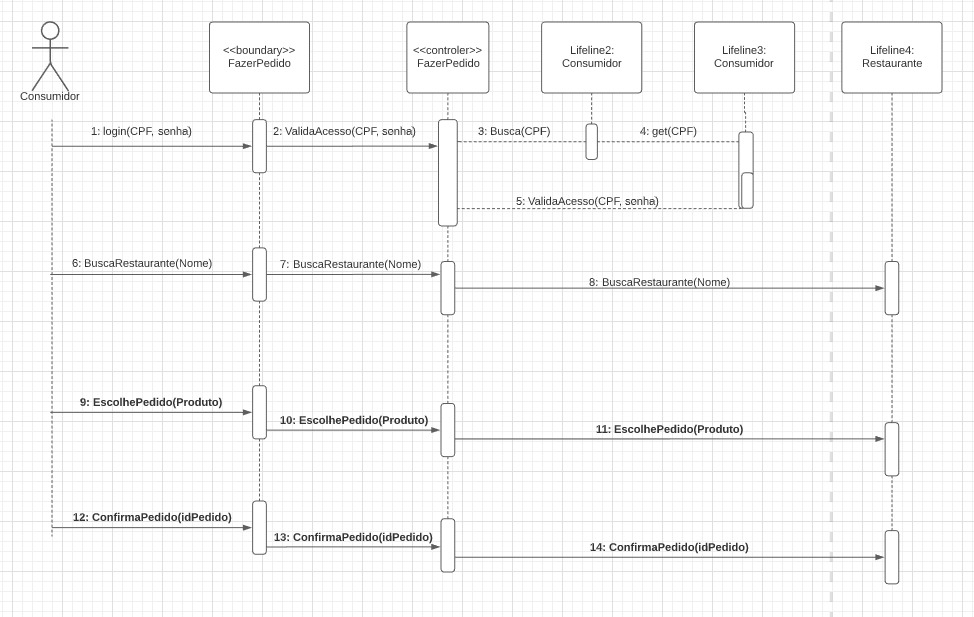 <<boundary>>
FazerPedido
<<controler>>
FazerPedido
Lifeline2:
Consumidor
Lifeline3:
Consumidor
Lifeline4:
Restaurante
Consumidor
1: login(CPF, senha)
2: ValidaAcesso(CPF, senha)
3: Busca(CPF)
4: get(CPF)
5: ValidaAcesso(CPF, senha)
6: BuscaRestaurante(Nome)
7: BuscaRestaurante(Nome)
8: BuscaRestaurante(Nome)
9: EscolhePedido(Produto)
10: EscolhePedido(Produto)
11: EscolhePedido(Produto)
12: ConfirmaPedido(idPedido)
13: ConfirmaPedido(idPedido)
14: ConfirmaPedido(idPedido)